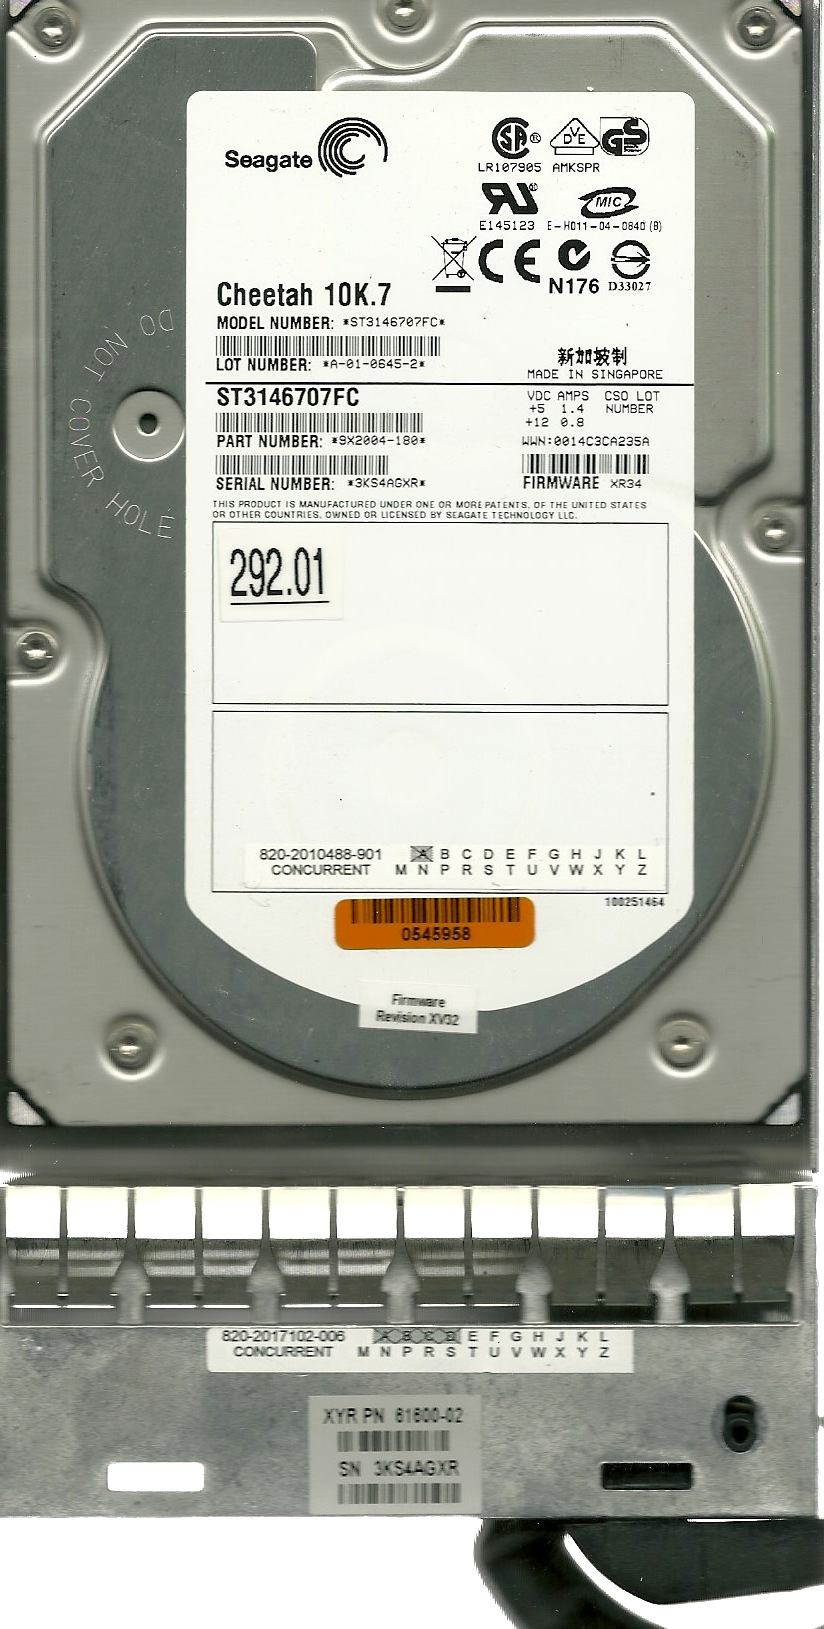 Seagate
SA ®
DVE
GS
LR107905 AMKSPR
MIC
E145123 E-H011-04-0840 (B)
CE
N176 D33027
Cheetah 10K.7
MODEL NUMBER: *ST3146707FC*
LOT NUMBER: *A-01-0645-2*
新加坡制
MADE IN SINGAPORE
ST3146707FC
VDC AMPS CSO LOT
+5 1.4 NUMBER
+12 0.8
PART NUMBER: *9X2004-180*
WWN:0014C3CA235A
SERIAL NUMBER: *3KS4AGXR*
FIRMWARE XR34
THIS PRODUCT IS MANUFACTURED UNDER ONE OR MORE PATENTS, OF THE UNITED STATES
OR OTHER COUNTRIES, OWNED OR LICENSED BY SEAGATE TECHNOLOGY LLC.
DO NOT COVER HOLE
292.01
820-2010488-901 A B C D E F G H J K L
CONCURRENT M N P R S T U V W X Y Z
100251464
0545958
Firmware
Revision XV32
820-2017102-006 A B C D E F G H J K L
CONCURRENT M N P R S T U V W X Y Z
XYR PN 61600-02
SN 3KS4AGXR